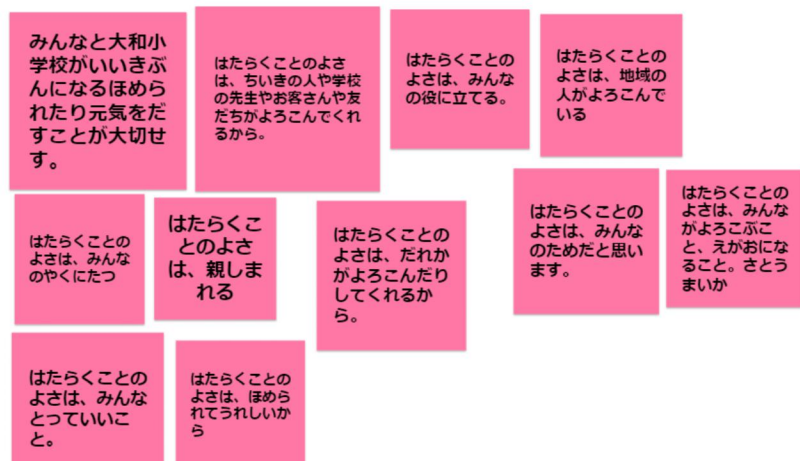 みんなと大和小
学校がいいきぶ
んになるほめら
れたり元気をだ
すことが大切せ
す。
はたらくことのよさ
は、ちいきの人や学校
の先生やお客さんや友
だちがよろこんでくれ
るから。
はたらくことの
よさは、みんな
の役に立てる。
はたらくことの
よさは、地域の
人がよろこんで
いる
はたらくことの
よさは、みんな
のやくにたつ
はたらくこ
とのよさ
は、親しま
れる
はたらくことの
よさは、だれか
がよろこんだり
してくれるか
ら。
はたらくことの
よさは、みんな
のためだと思い
ます。
はたらくことの
よさは、みんな
がよろこぶこ
と、えがおにな
ること。さとう
まいか
はたらくことの
よさは、みんな
とっていいこ
と。
はたらくことの
よさは、ほめら
れてうれしいか
ら